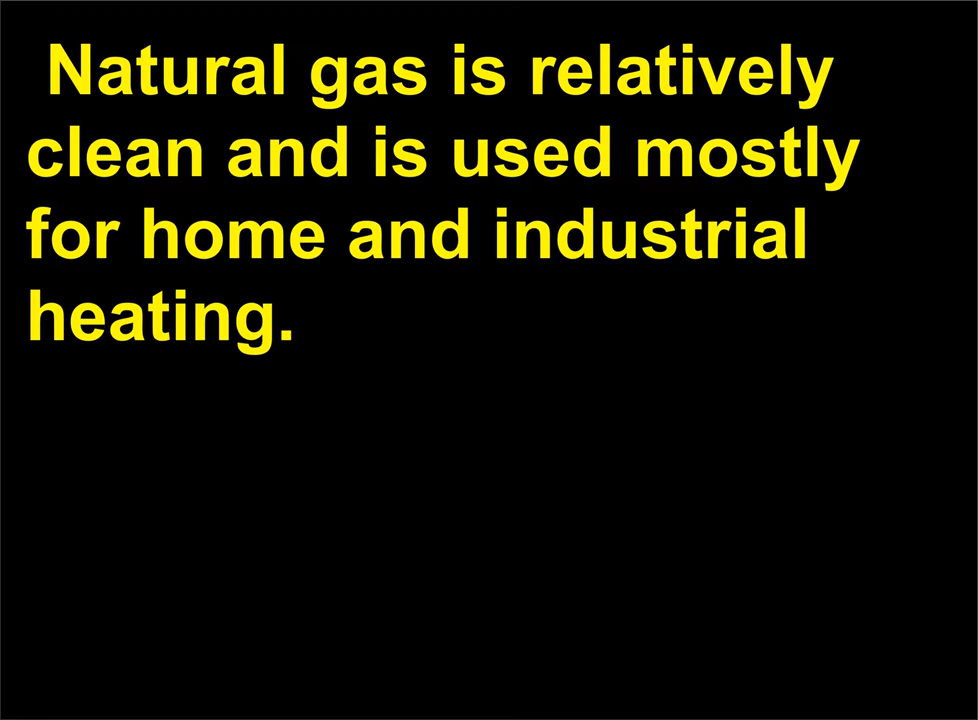 Natural gas is relatively
clean and is used mostly
for home and industrial
heating.